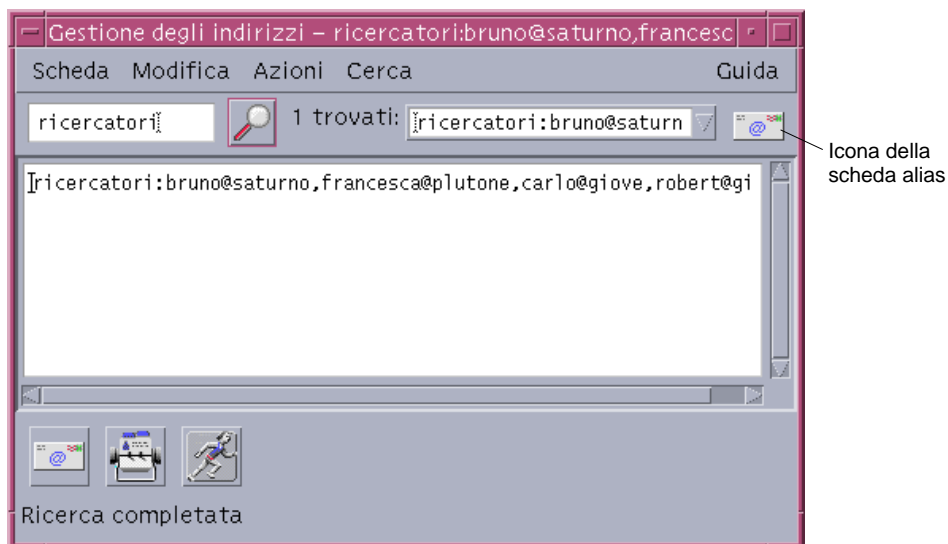 Gestione degli indirizzi – ricercatori:bruno@saturno,francesc
Scheda Modifica Azioni Cerca Guida
ricercatori 1 trovati: ricercatori:bruno@saturn
Icona della
scheda alias
ricercatori:bruno@saturno,francesca@plutone,carlo@giove,robert@gi
Ricerca completata